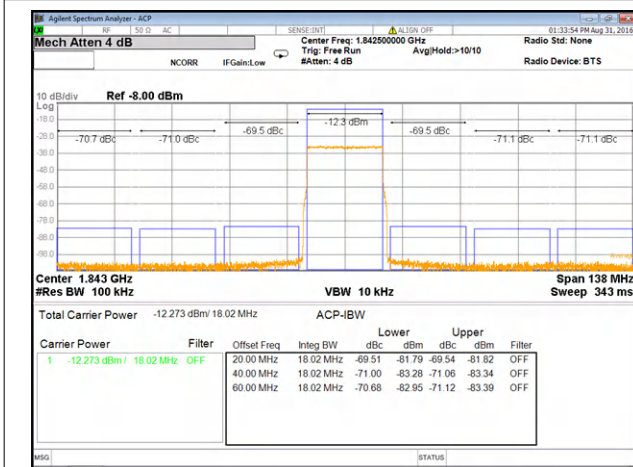 Agilent Spectrum Analyzer - ACP
RF 50 Ω AC SENSE:INT ALIGN OFF 01:33:54 PM Aug 31, 2016
Mech Atten 4 dB Center Freq: 1.842500000 GHz Radio Std: None
Trig: Free Run Avg|Hold:>10/10
NCORR IFGain:Low #Atten: 4 dB Radio Device: BTS
10 dB/div Ref -8.00 dBm
Log
-18.0
-12.3 dBm
-28.0
-70.7 dBc -71.0 dBc -69.5 dBc -69.5 dBc -71.1 dBc -71.1 dBc
-38.0
-48.0
-58.0
-68.0
-78.0
-88.0
-98.0
Average
Center 1.843 GHz Span 138 MHz
#Res BW 100 kHz VBW 10 kHz Sweep 343 ms
Total Carrier Power -12.273 dBm/ 18.02 MHz ACP-IBW
Lower Upper
Carrier Power Filter Offset Freq Integ BW dBc dBm dBc dBm Filter
1 -12.273 dBm / 18.02 MHz OFF 20.00 MHz 18.02 MHz -69.51 -81.79 -69.54 -81.82 OFF
40.00 MHz 18.02 MHz -71.00 -83.28 -71.06 -83.34 OFF
60.00 MHz 18.02 MHz -70.68 -82.95 -71.12 -83.39 OFF
MSG STATUS